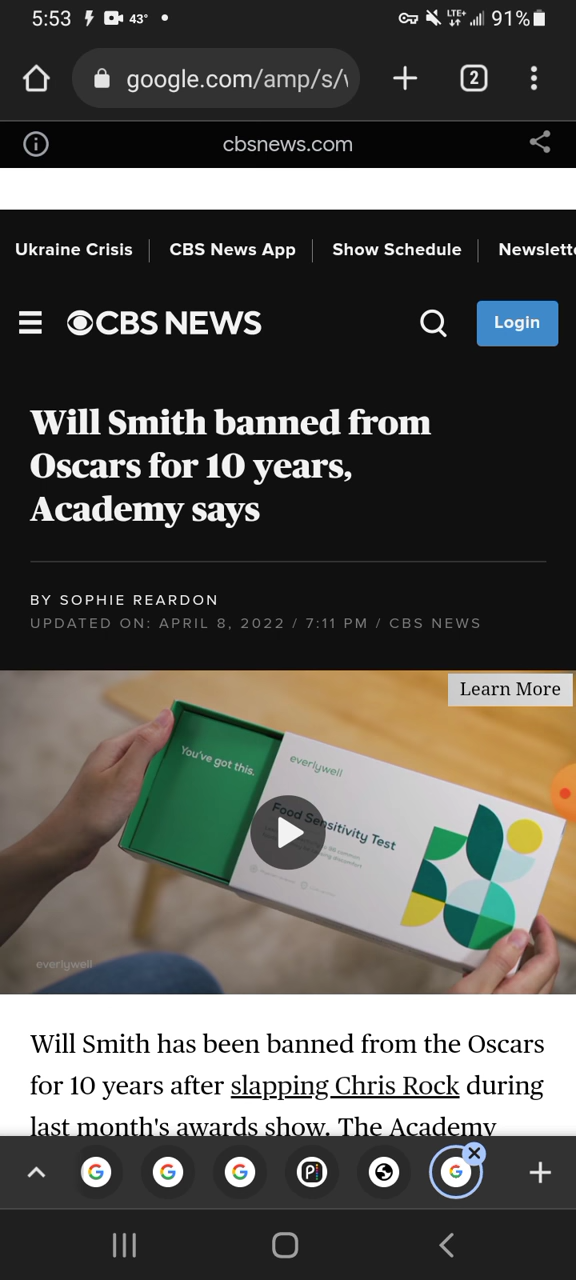 5:53 43° LTE+ 91%
google.com/amp/s/
2
cbsnews.com
Ukraine Crisis CBS News App Show Schedule Newslett
CBS NEWS Login
Will Smith banned from
Oscars for 10 years,
Academy says
BY SOPHIE REARDON
UPDATED ON: APRIL 8, 2022 / 7:11 PM / CBS NEWS
Learn More
You've got this.
everlywell
Food Sensitivity Test
everlywell
Will Smith has been banned from the Oscars
for 10 years after slapping Chris Rock during
last month's awards show. The Academy